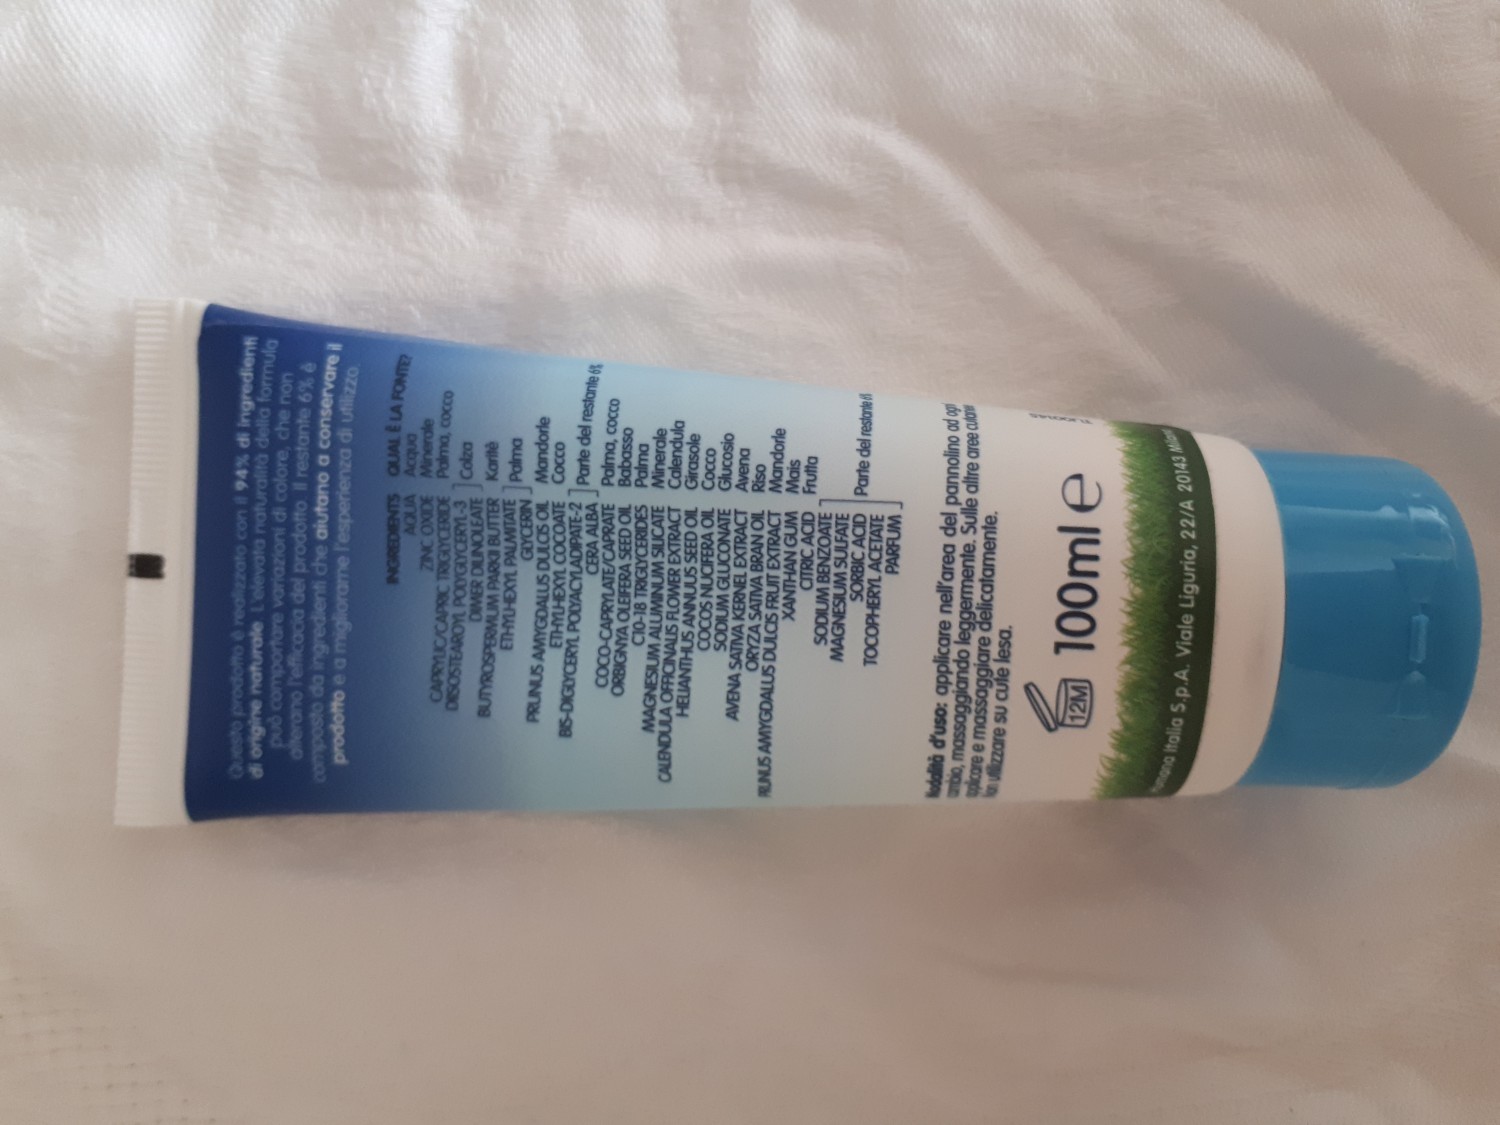 Questo prodotto è realizzato con il 94% di ingredienti
di origine naturale. L'elevata naturalità della formula
può comportare variazioni di colore, che non
alterano l'efficacia del prodotto. Il restante 6% è
composto da ingredienti che aiutano a conservare il
prodotto e a migliorarne l'esperienza di utilizzo.
INGREDIENTS QUAL È LA FONTE?
AQUA Acqua
ZINC OXIDE Minerale
CAPRYLIC/CAPRIC TRIGLYCERIDE Palma, cocco
DIISOSTEAROYL POLYGLYCERYL-3
DIMER DILINOLEATE Colza
BUTYROSPERMUM PARKII BUTTER Karitè
ETHYLHEXYL PALMITATE
GLYCERIN Palma
PRUNUS AMYGDALUS DULCIS OIL Mandorle
ETHYLHEXYL COCOATE Cocco
BIS-DIGLYCERYL POLYACYLADIPATE-2
CERA ALBA Parte del restante 6%
COCO-CAPRYLATE/CAPRATE Palma, cocco
ORBIGNYA OLEIFERA SEED OIL Babasso
C10-18 TRIGLYCERIDES Palma
MAGNESIUM ALUMINUM SILICATE Minerale
CALENDULA OFFICINALIS FLOWER EXTRACT Calendula
HELIANTHUS ANNUUS SEED OIL Girasole
COCOS NUCIFERA OIL Cocco
SODIUM GLUCONATE Glucosio
AVENA SATIVA KERNEL EXTRACT Avena
ORYZA SATIVA BRAN OIL Riso
PRUNUS AMYGDALUS DULCIS FRUIT EXTRACT Mandorle
XANTHAN GUM Mais
CITRIC ACID Frutta
SODIUM BENZOATE
MAGNESIUM SULFATE
SORBIC ACID Parte del restante
TOCOPHERYL ACETATE
PARFUM
Modalità d'uso: applicare nell'area del pannolino ad ogni
cambio, massaggiando leggermente. Sulle altre aree cutanee
applicare e massaggiare delicatamente.
Non utilizzare su cute lesa.
12M 100ml e
Italia S.p.A. Viale Liguria, 22/A 20143